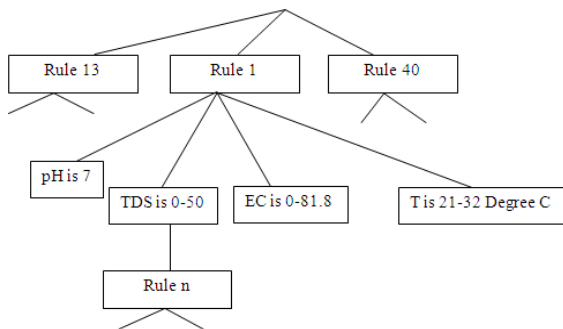 Rule 13
Rule 1
Rule 40
pH is 7
TDS is 0-50
EC is 0-81.8
T is 21-32 Degree C
Rule n